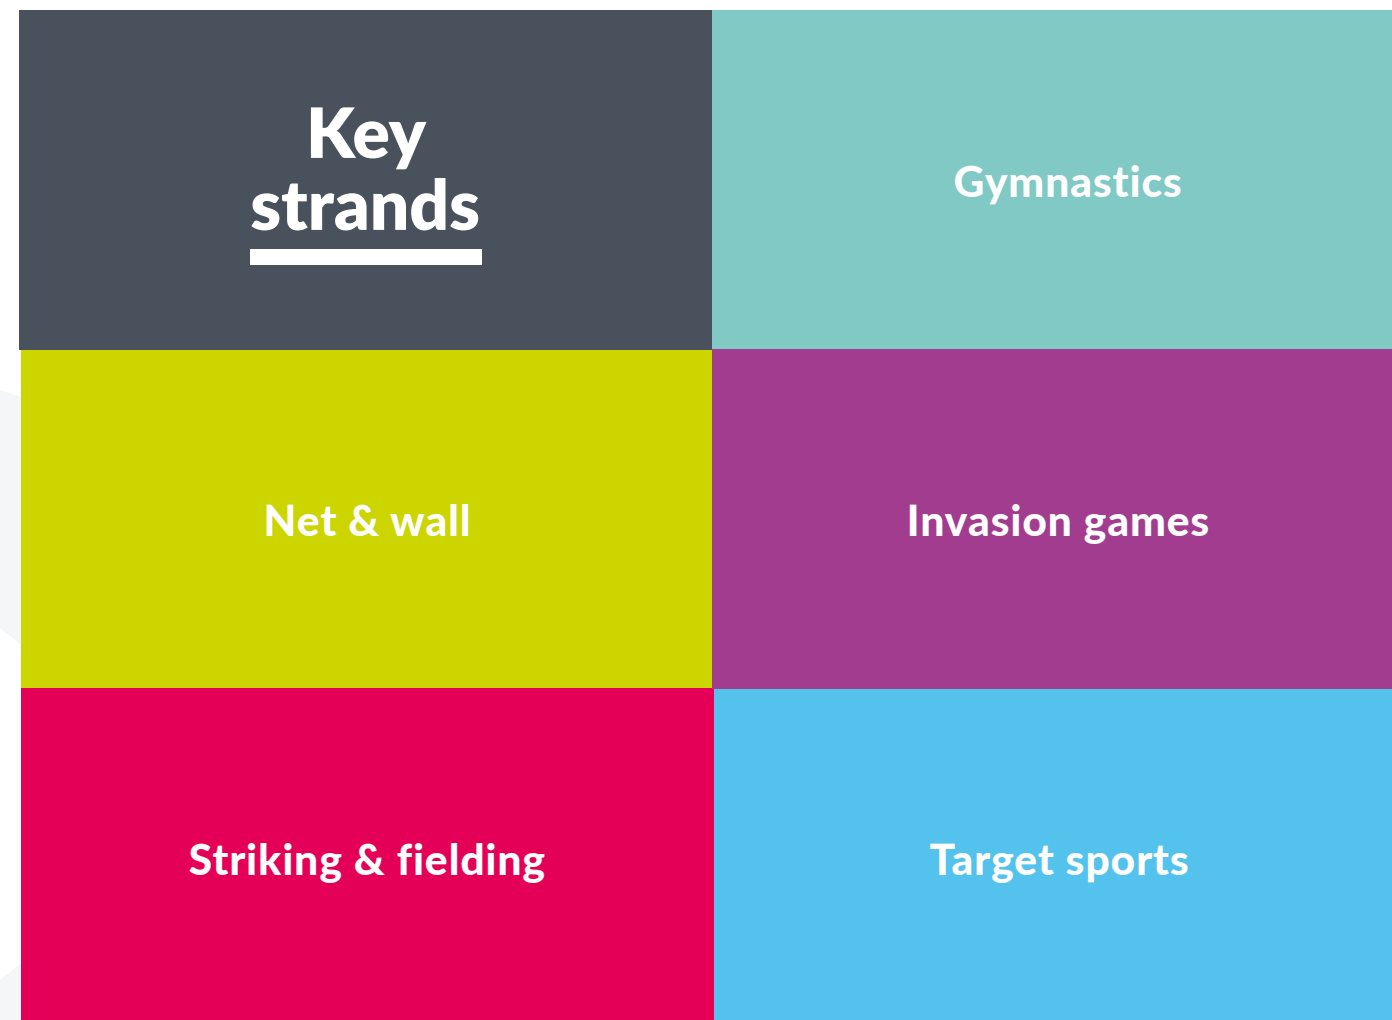 Key
strands
Gymnastics
Net & wall
Invasion games
Striking & fielding
Target sports